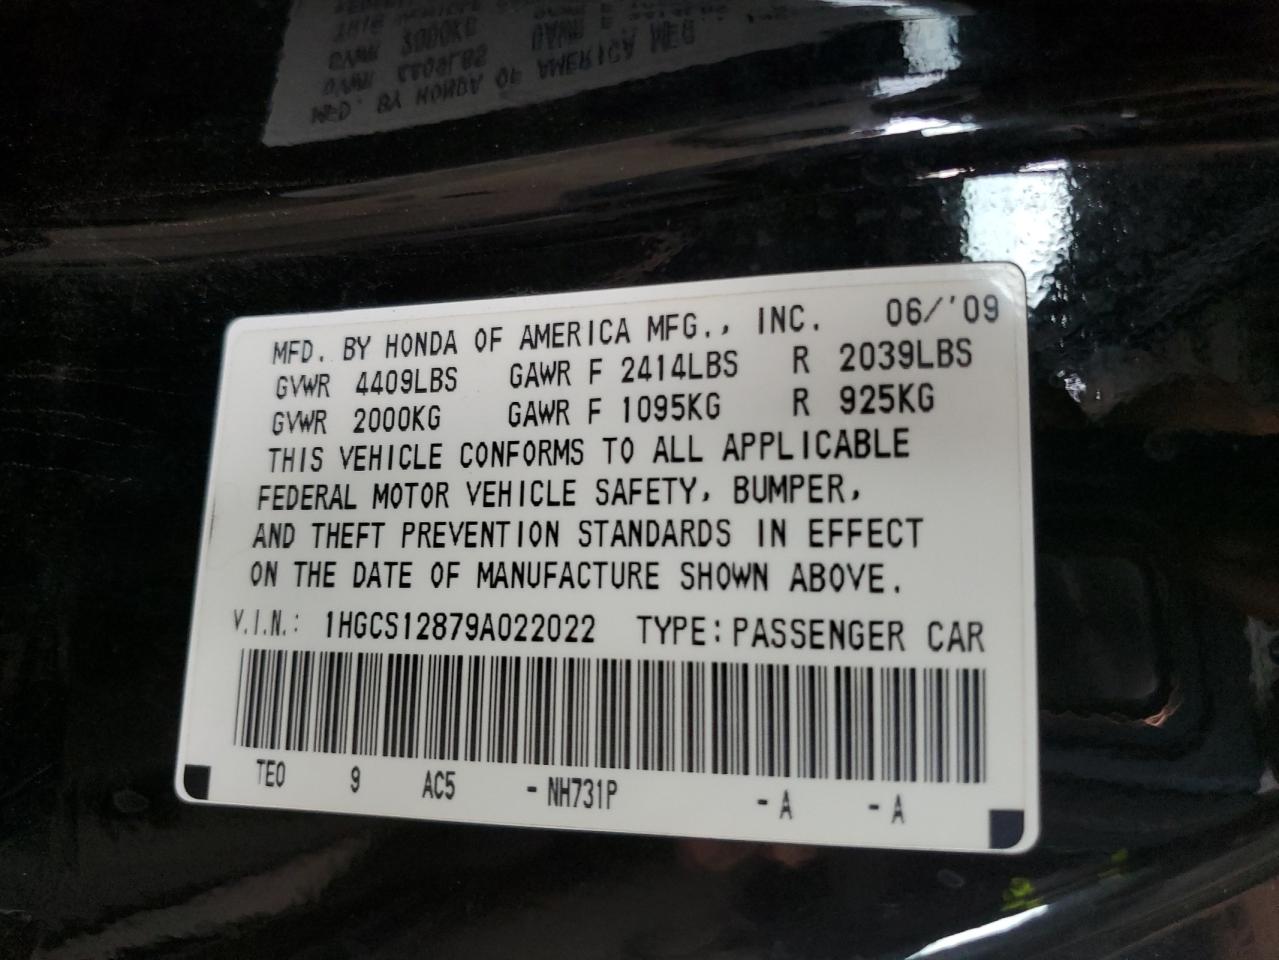 MFD. BY HONDA OF AMERICA MFG., INC. 06/'09
GVWR 4409LBS GAWR F 2414LBS R 2039LBS
GVWR 2000KG GAWR F 1095KG R 925KG
THIS VEHICLE CONFORMS TO ALL APPLICABLE
FEDERAL MOTOR VEHICLE SAFETY, BUMPER,
AND THEFT PREVENTION STANDARDS IN EFFECT
ON THE DATE OF MANUFACTURE SHOWN ABOVE.
V.I.N.: 1HGCS12879A022022 TYPE: PASSENGER CAR
TE0 9 AC5 -NH731P -A -A